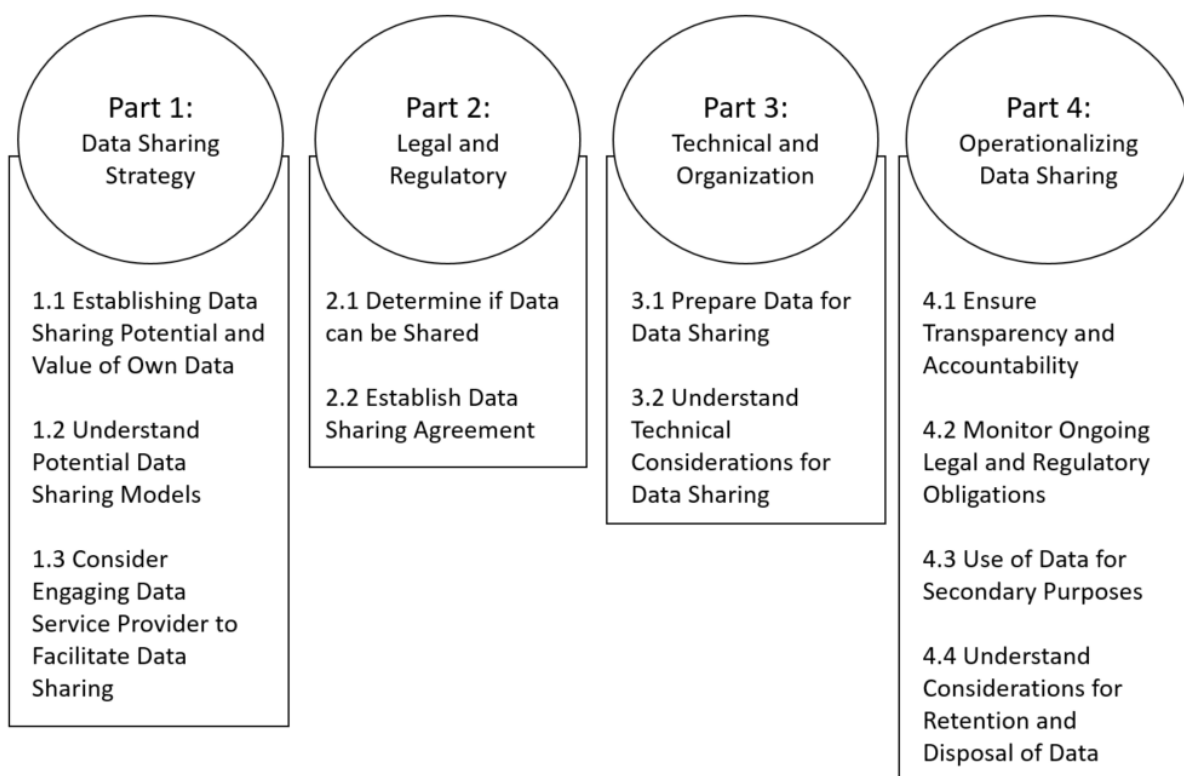 Part 1:
Data Sharing
Strategy
1.1 Establishing Data
Sharing Potential and
Value of Own Data
1.2 Understand
Potential Data
Sharing Models
1.3 Consider
Engaging Data
Service Provider to
Facilitate Data
Sharing
Part 2:
Legal and
Regulatory
2.1 Determine if Data
can be Shared
2.2 Establish Data
Sharing Agreement
Part 3:
Technical and
Organization
3.1 Prepare Data for
Data Sharing
3.2 Understand
Technical
Considerations for
Data Sharing
Part 4:
Operationalizing
Data Sharing
4.1 Ensure
Transparency and
Accountability
4.2 Monitor Ongoing
Legal and Regulatory
Obligations
4.3 Use of Data for
Secondary Purposes
4.4 Understand
Considerations for
Retention and
Disposal of Data